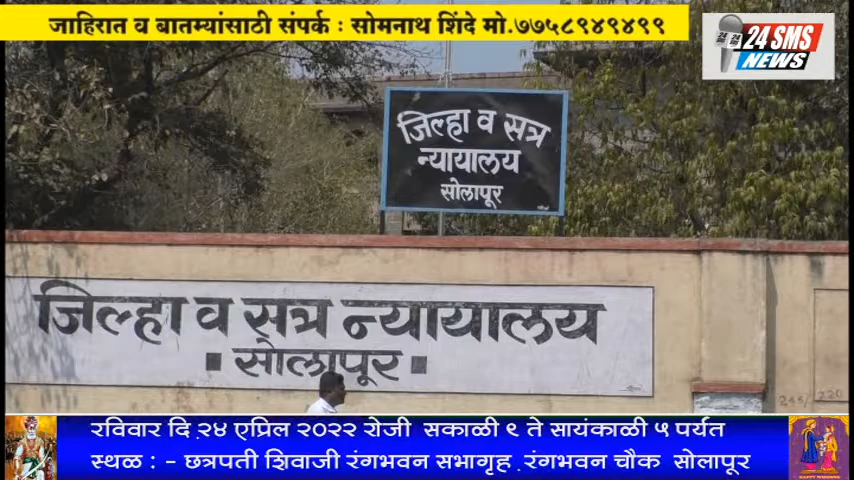 जाहिरात व बातम्यांसाठी संपर्क : सोमनाथ शिंदे मो.७७५८९४९४९९
24 SMS
NEWS
जिल्हा व सत्र
न्यायालय
सोलापूर
जिल्हा व सत्र न्यायालय
सोलापूर
रविवार दि.२४ एप्रिल २०२२ रोजी सकाळी ९ ते सायंकाळी ५ पर्यत
स्थळ : - छत्रपती शिवाजी रंगभवन सभागृह .रंगभवन चौक सोलापूर